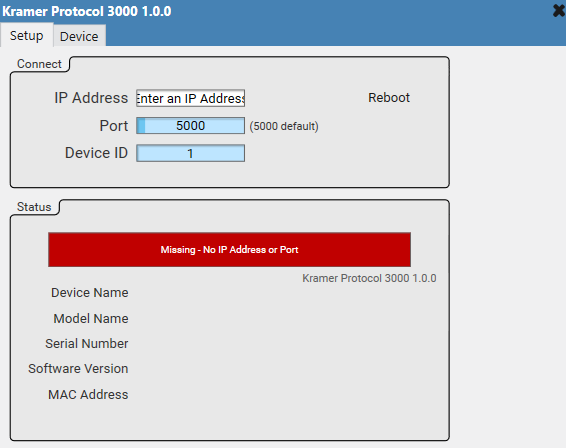 Kramer Protocol 3000 1.0.0
Setup Device
Connect
IP Address Enter an IP Address Reboot
Port 5000 (5000 default)
Device ID 1
Status
Missing - No IP Address or Port
Kramer Protocol 3000 1.0.0
Device Name
Model Name
Serial Number
Software Version
MAC Address